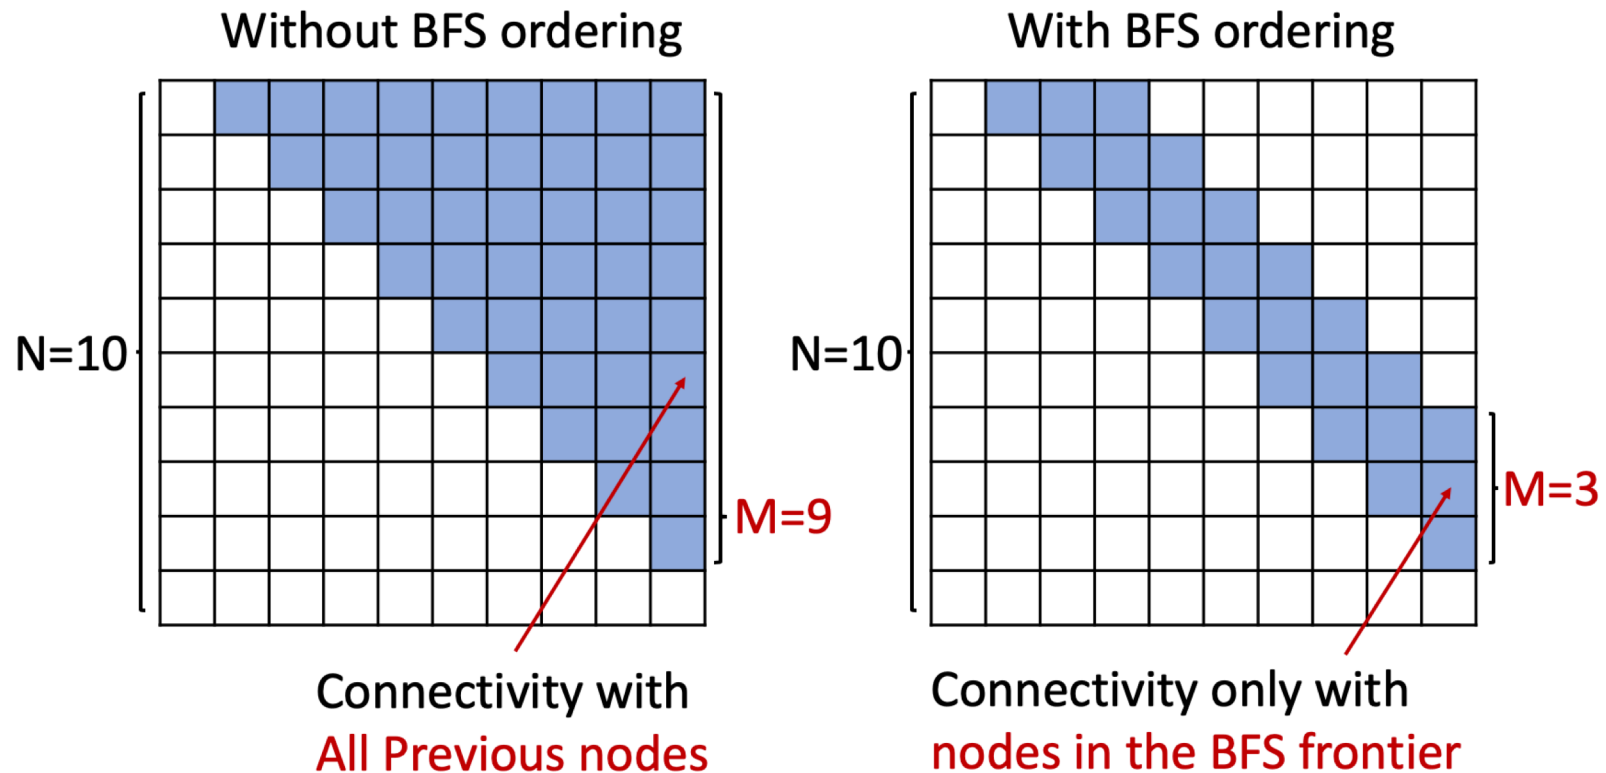 Without BFS ordering
With BFS ordering
N=10
M=9
N=10
M=3
Connectivity with
All Previous nodes
Connectivity only with
nodes in the BFS frontier